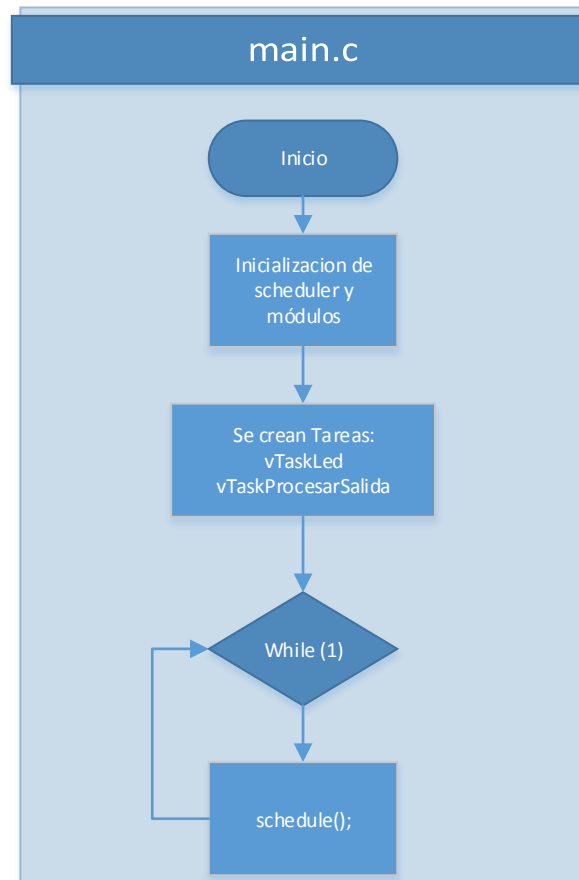 main.c
Inicio
Inicializacion de
scheduler y
módulos
Se crean Tareas:
vTaskLed
vTaskProcesarSalida
While (1)
schedule();